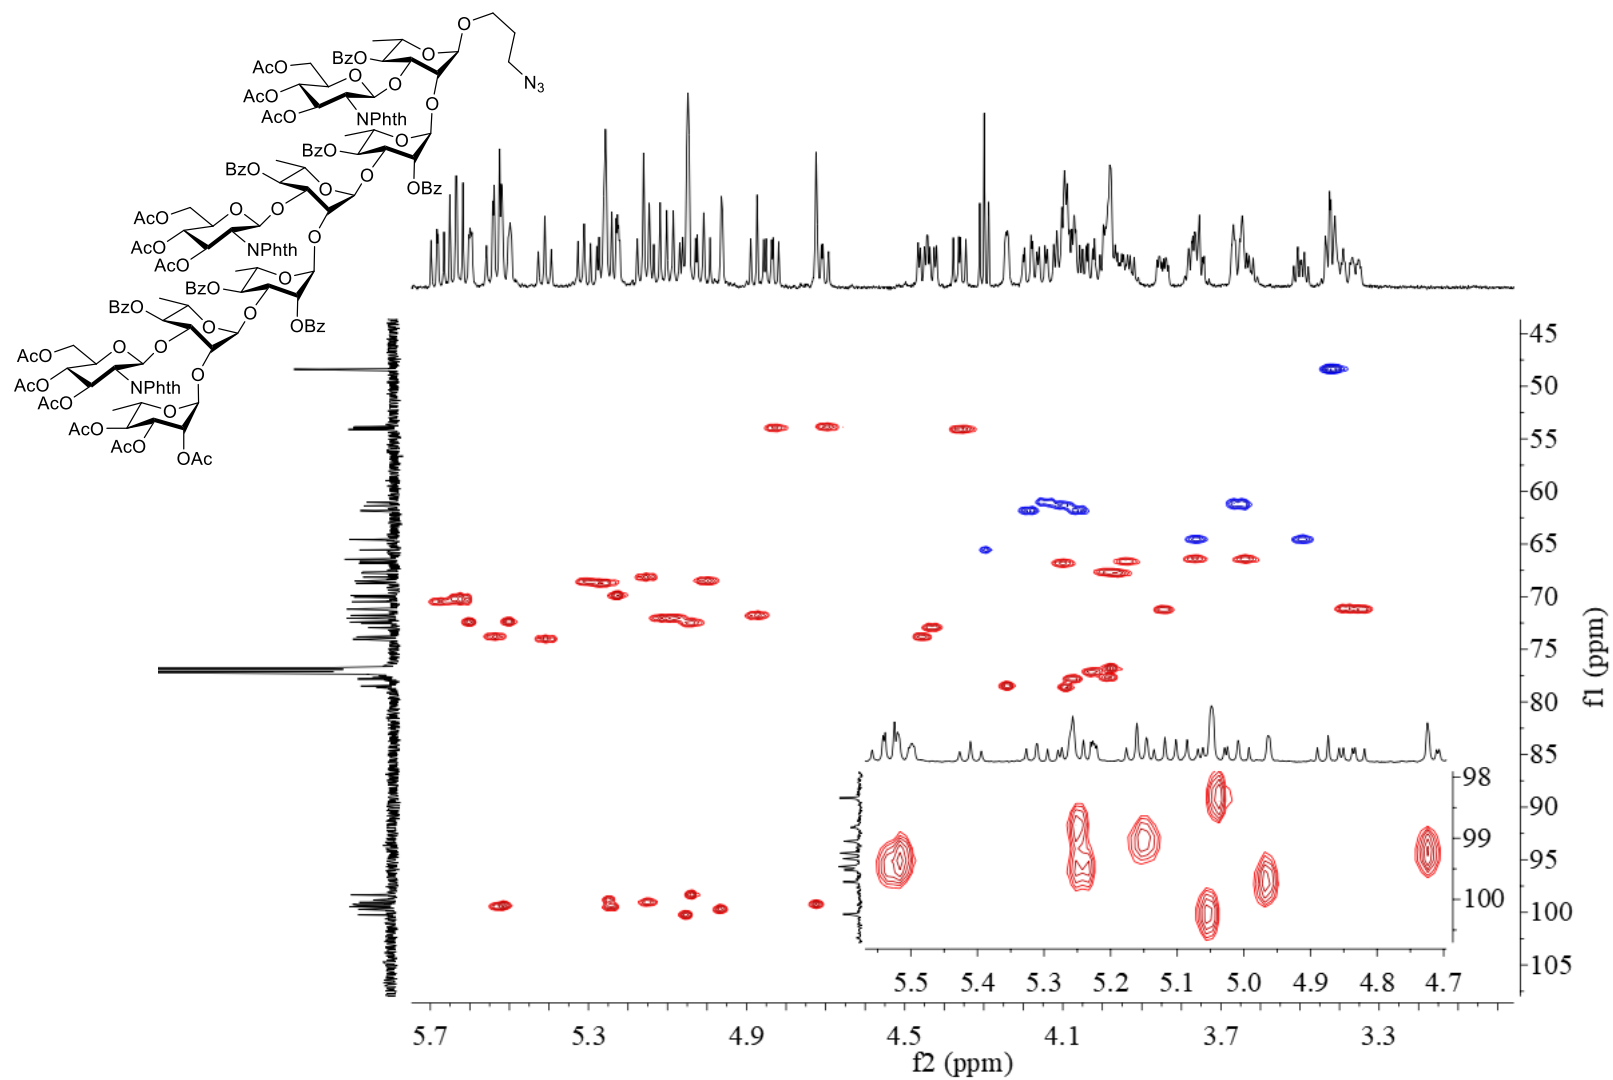 O
O
BzO
O
AcO
O
O
N3
AcO
AcO
NPhth
O
O
BzO
BzO
O
O
OBz
AcO
O
O
AcO
NPhth
O
AcO
O
BzO
BzO
O
O
OBz
AcO
O
O
AcO
NPhth
O
AcO
O
AcO
AcO
OAc
45
50
55
60
65
70
75
80
85
90
95
100
105
f1 (ppm)
98
99
100
5.5 5.4 5.3 5.2 5.1 5.0 4.9 4.8 4.7
5.7 5.3 4.9 4.5 4.1 3.7 3.3
f2 (ppm)